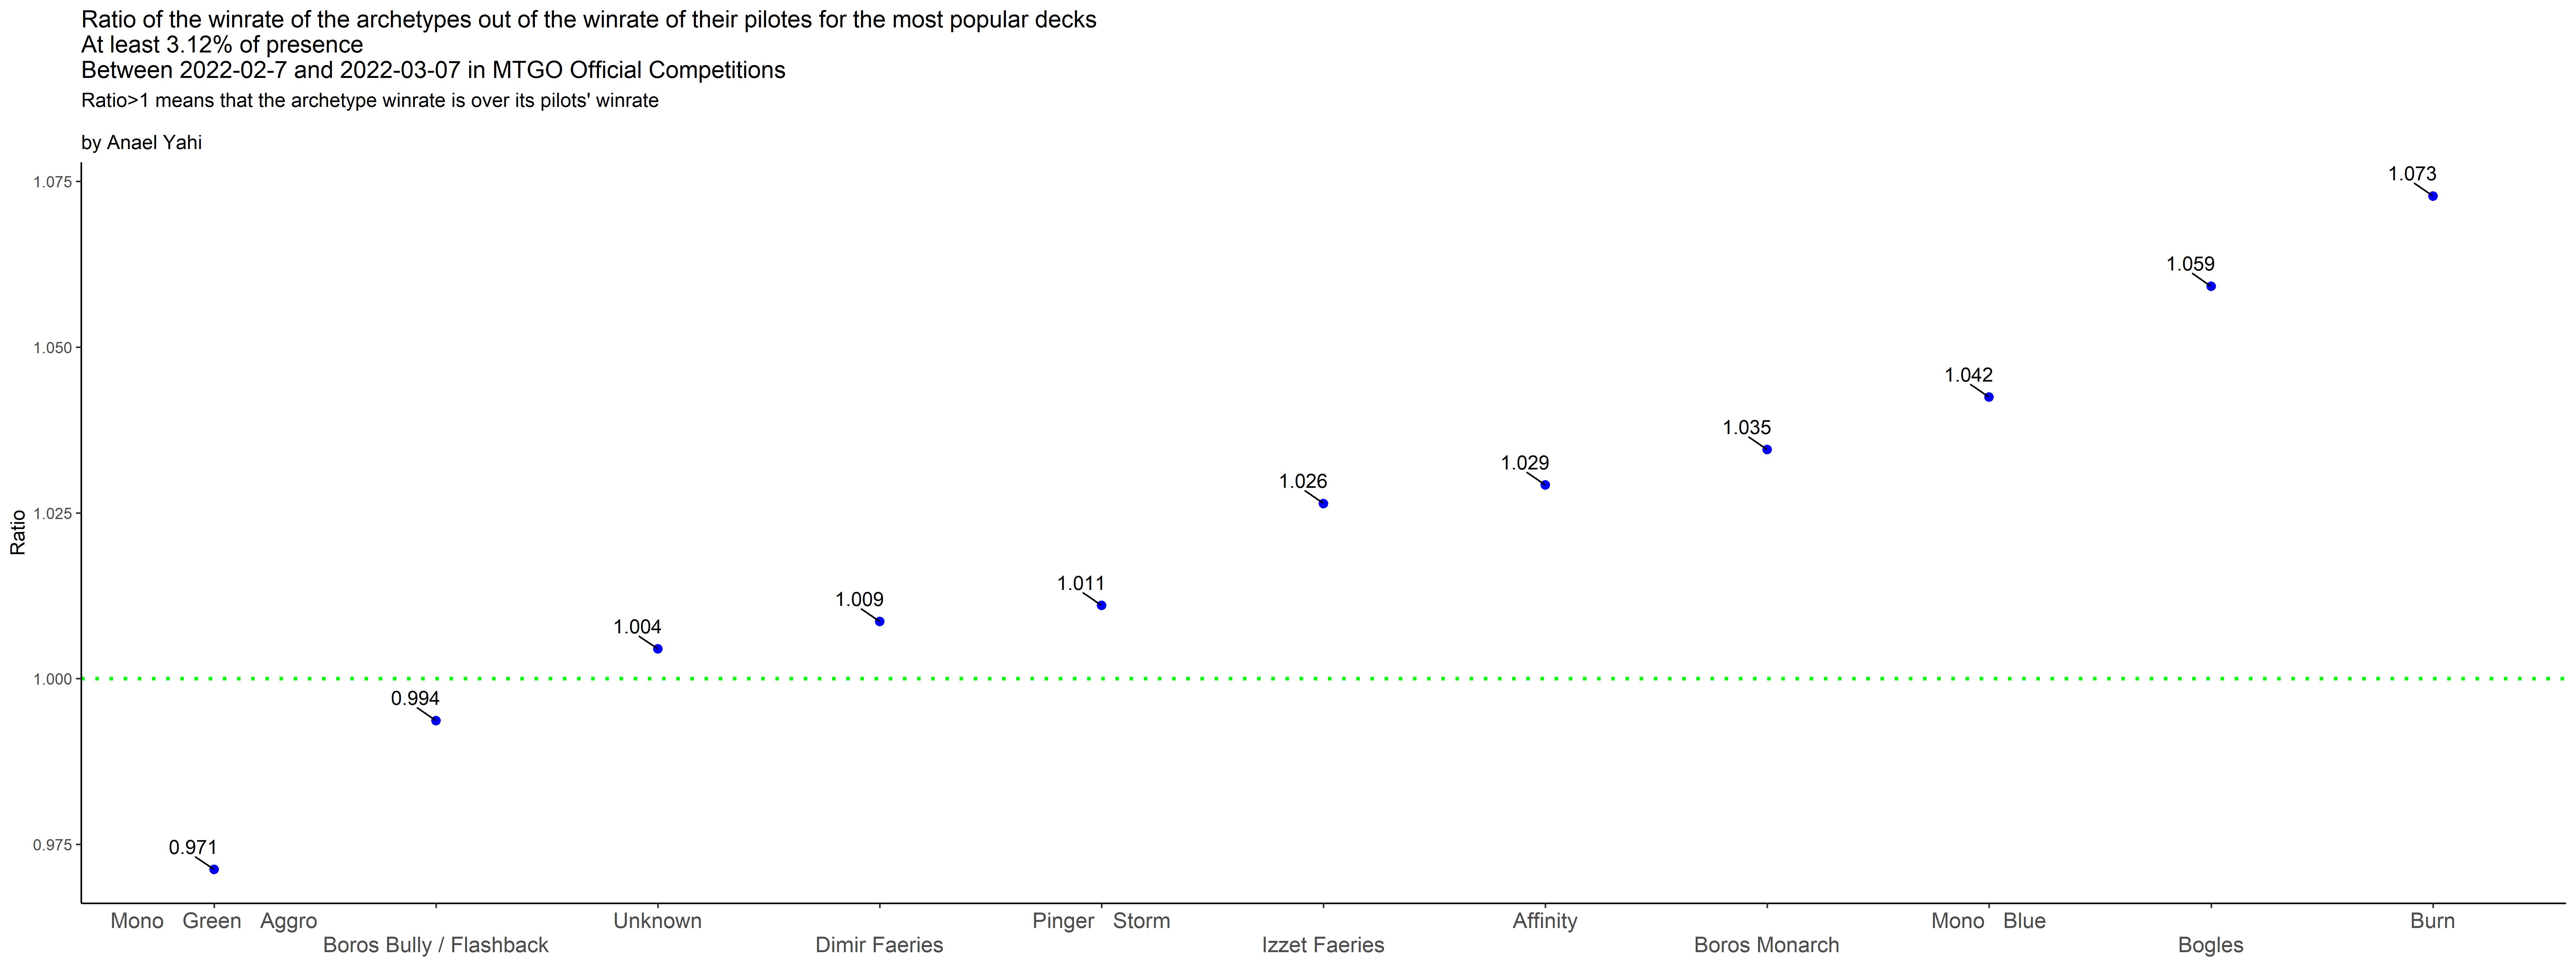 Ratio of the winrate of the archetypes out of the winrate of their pilotes for the most popular decks
At least 3.12% of presence
Between 2022-02-7 and 2022-03-07 in MTGO Official Competitions
Ratio>1 means that the archetype winrate is over its pilots' winrate
by Anael Yahi
1.075
1.050
1.025
1.000
0.975
Ratio
0.971
0.994
1.004
1.009
1.011
1.026
1.029
1.035
1.042
1.059
1.073
Mono Green Aggro
Boros Bully / Flashback
Unknown
Dimir Faeries
Pinger Storm
Izzet Faeries
Affinity
Boros Monarch
Mono Blue
Bogles
Burn